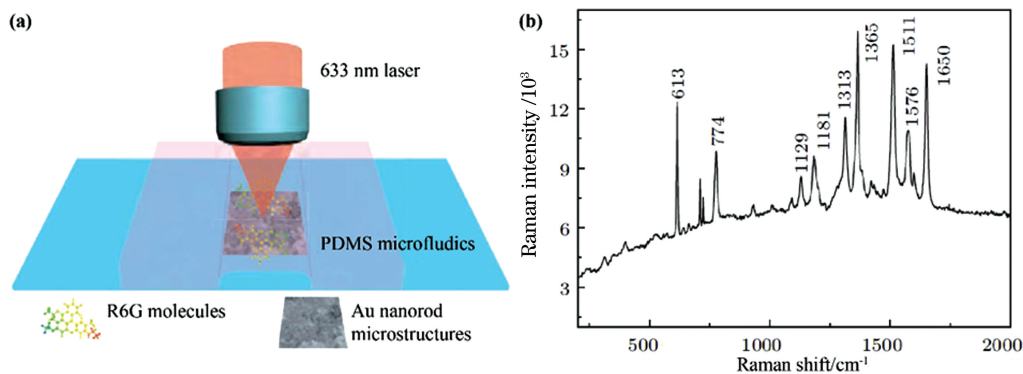 (a)
633 nm laser
PDMS microfludics
R6G molecules
Au nanorod
microstructures
(b)
Raman intensity /10³
15
12
9
6
3
613
774
1129
1181
1313
1365
1511
1576
1650
500
1000
1500
2000
Raman shift/cm⁻¹